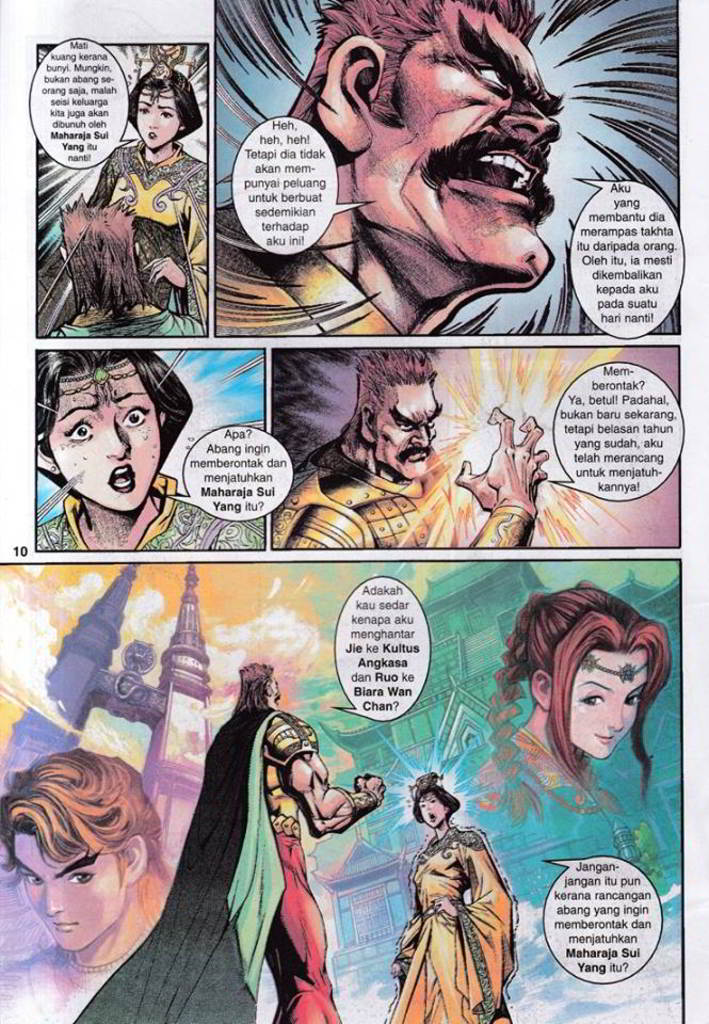 Mati
kuang kerana
bunyi. Mungkin,
bukan abang se-
orang saja, malah
seisi keluarga
kita juga akan
dibunuh oleh
Maharaja Sui
Yang itu
nanti!
Heh,
heh, heh!
Tetapi dia tidak
akan mem-
punyai peluang
untuk berbuat
sedemikian
terhadap
aku ini!
Aku
yang
membantu dia
merampas takhta
itu daripada orang.
Oleh itu, ia mesti
dikembalikan
kepada aku
pada suatu
hari nanti!
Apa?
Abang ingin
memberontak dan
menjatuhkan
Maharaja Sui
Yang itu?
Mem-
berontak?
Ya, betul! Padahal,
bukan baru sekarang,
tetapi belasan tahun
yang sudah, aku
telah merancang
untuk menjatuh-
kannya!
10
Adakah
kau sedar
kenapa aku
menghantar
Jie ke Kultus
Angkasa
dan Ruo ke
Biara Wan
Chan?
Jangan-
jangan itu pun
kerana rancangan
abang yang ingin
memberontak dan
menjatuhkan
Maharaja Sui
Yang itu?